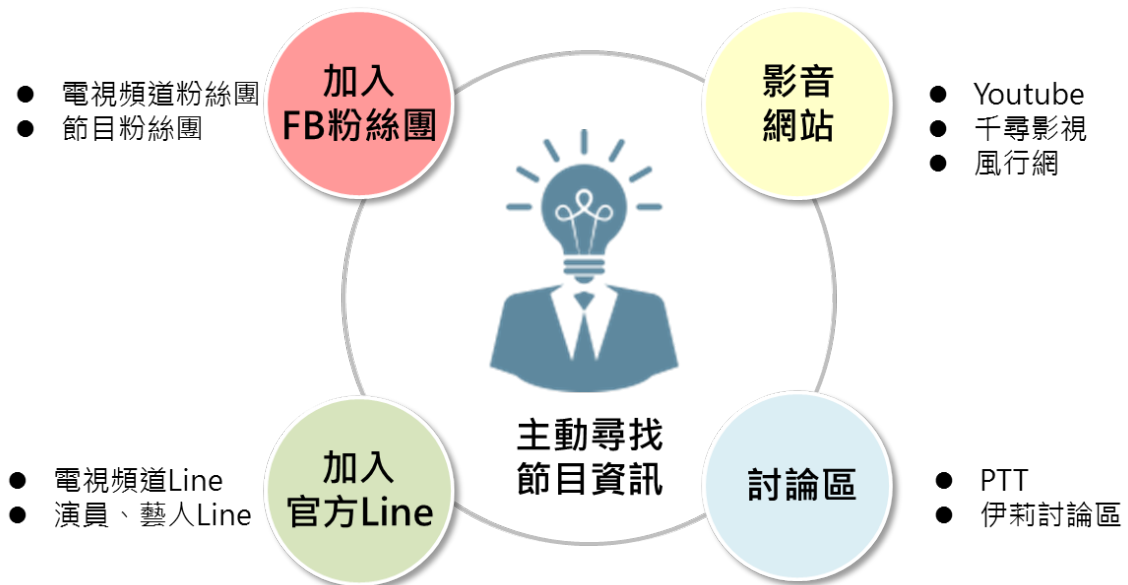 加入
FB粉絲團
● 電視頻道粉絲團
● 節目粉絲團
影音
網站
● Youtube
● 千尋影視
● 風行網
主動尋找
節目資訊
加入
官方Line
● 電視頻道Line
● 演員、藝人Line
討論區
● PTT
● 伊莉討論區